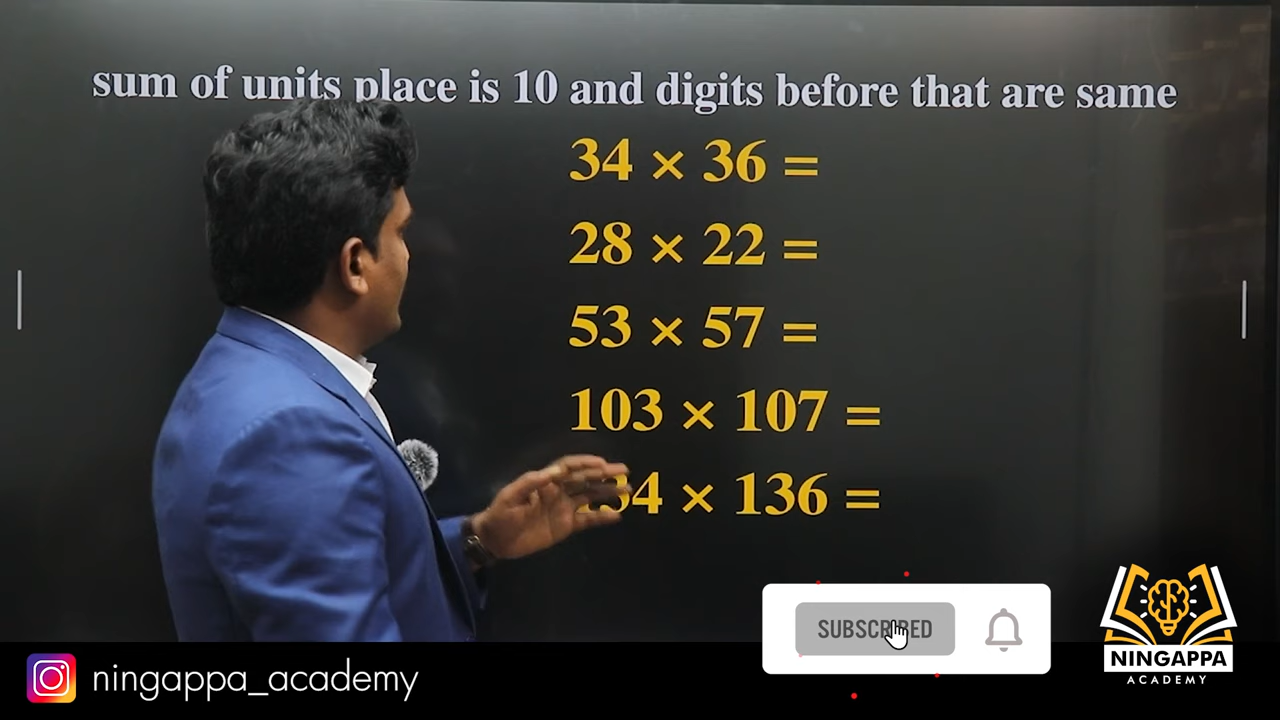 sum of units place is 10 and digits before that are same
34 × 36 =
28 × 22 =
53 × 57 =
103 × 107 =
34 × 136 =
SUBSCRIBED
NINGAPPA
ACADEMY
ningappa_academy